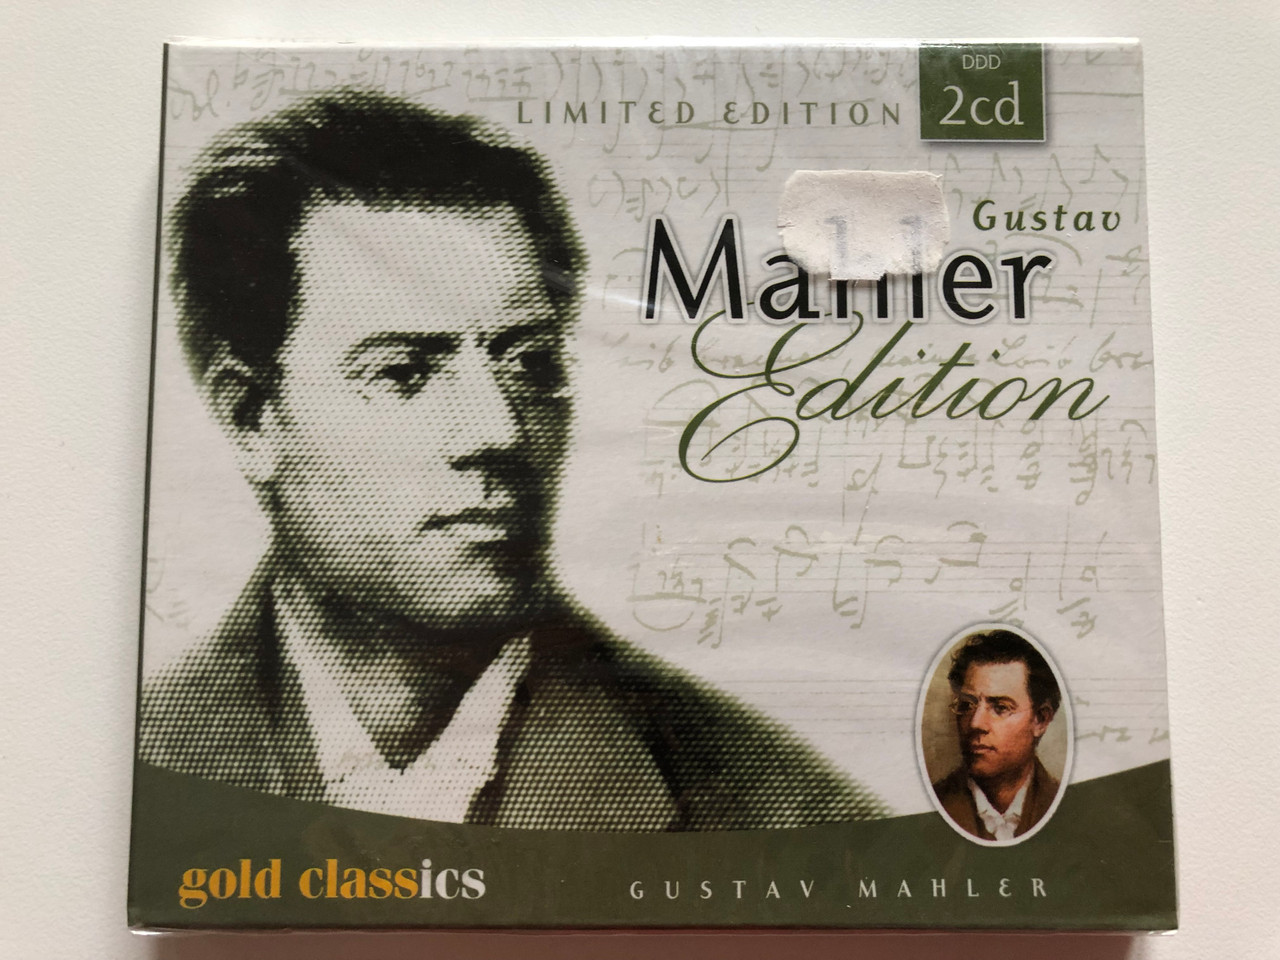 DDD
LIMITED EDITION 2cd
Gustav
Mahler
Edition
gold classics
GUSTAV MAHLER